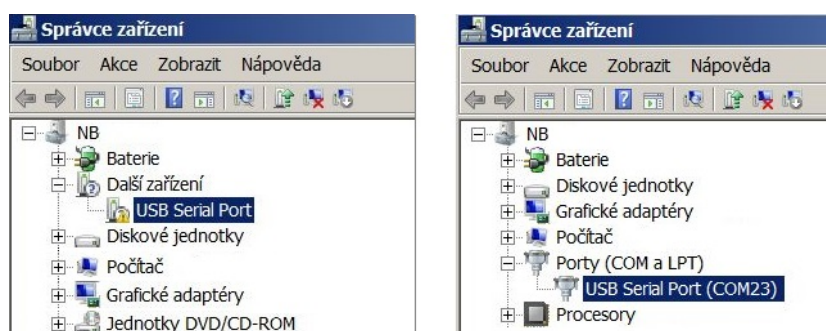 Správce zařízení
Soubor Akce Zobrazit Nápověda
NB
Baterie
Další zařízení
USB Serial Port
Diskové jednotky
Počítač
Grafické adaptéry
Jednotky DVD/CD-ROM
Správce zařízení
Soubor Akce Zobrazit Nápověda
NB
Baterie
Diskové jednotky
Grafické adaptéry
Počítač
Porty (COM a LPT)
USB Serial Port (COM23)
Procesory